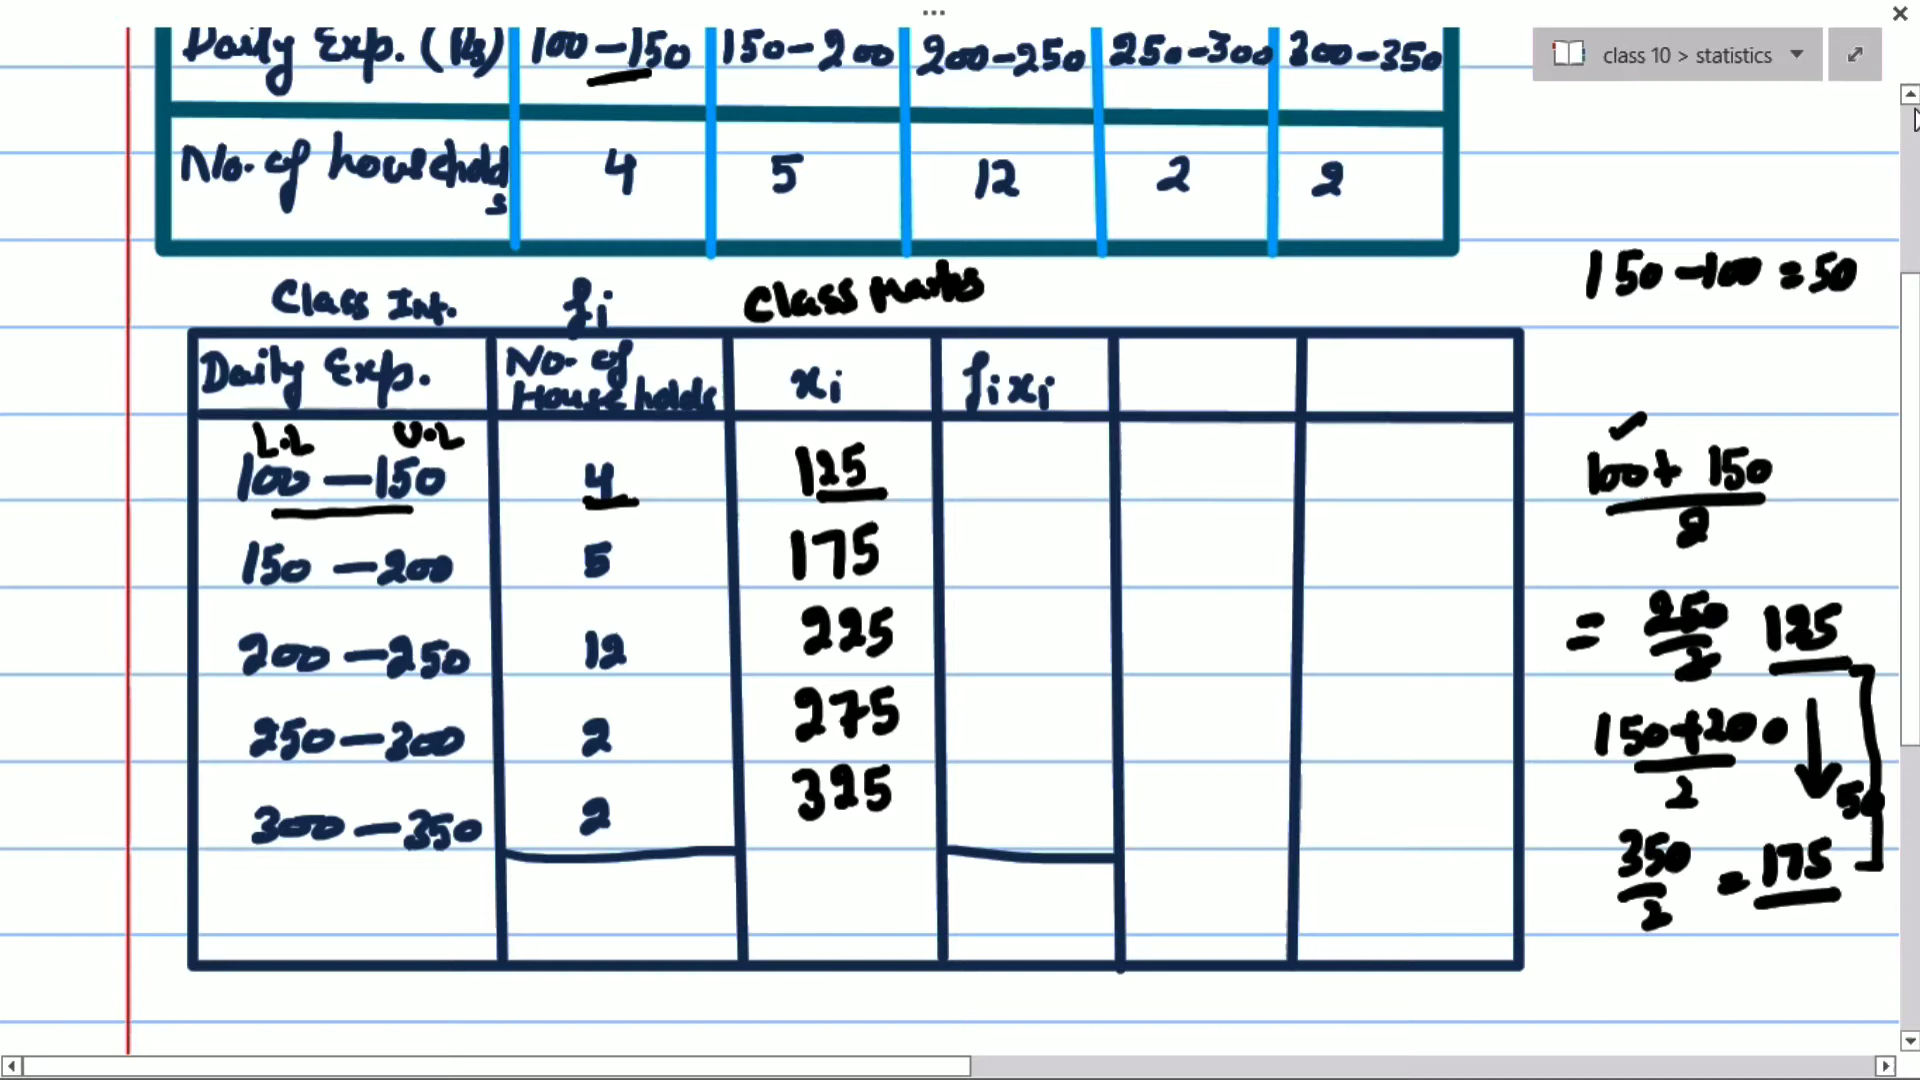 class 10 > statistics
Daily Exp. (Rs) 100-150 150-200 200-250 250-300 300-350
No. of households 4 5 12 2 2
150-100 = 50
Class Int. fi Class Marks
Daily Exp. No. of Households xi fixi
L.L U.L
100-150 4 125
150-200 5 175
200-250 12 225
250-300 2 275
300-350 2 325
100+ 150
2
= 250 125
2
150+200
2
50
350 = 175
2